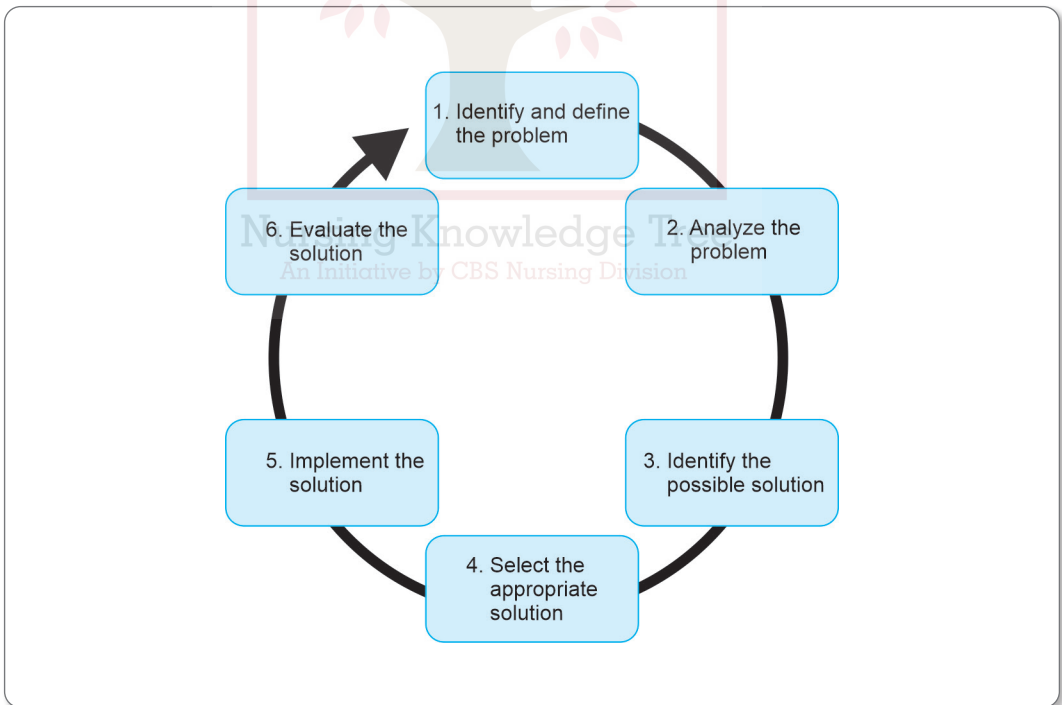 1. Identify and define
the problem
2. Analyze the
problem
3. Identify the
possible solution
4. Select the
appropriate
solution
5. Implement the
solution
6. Evaluate the
solution
Nursing Knowledge Tree
An Initiative by CBS Nursing Division